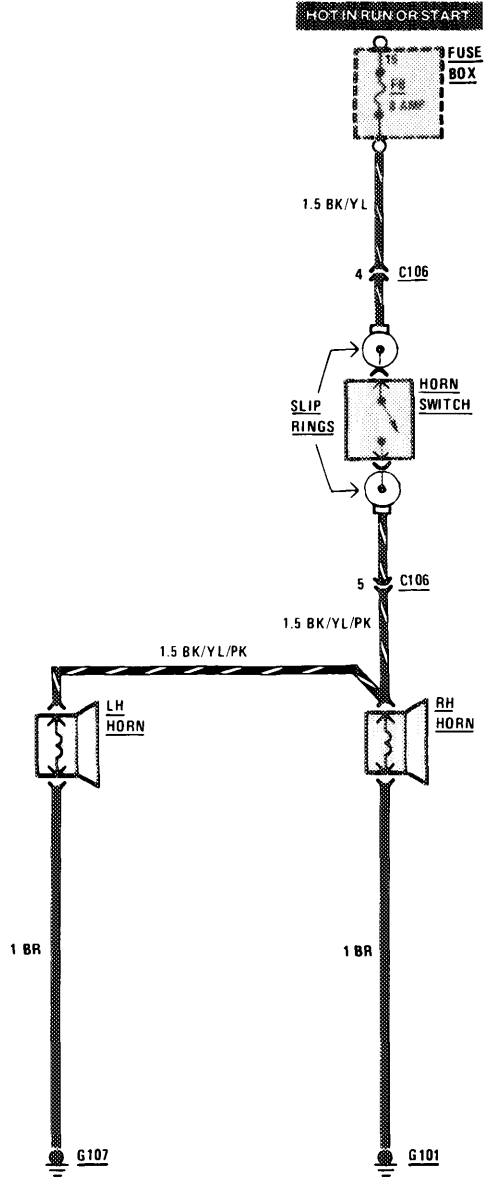 HOT IN RUN OR START
FUSE
BOX
15
F8
8 AMP
1.5 BK/YL
4 C106
HORN
SWITCH
SLIP
RINGS
5 C106
1.5 BK/YL/PK
1.5 BK/YL/PK
LH
HORN
RH
HORN
1 BR
1 BR
G107
G101